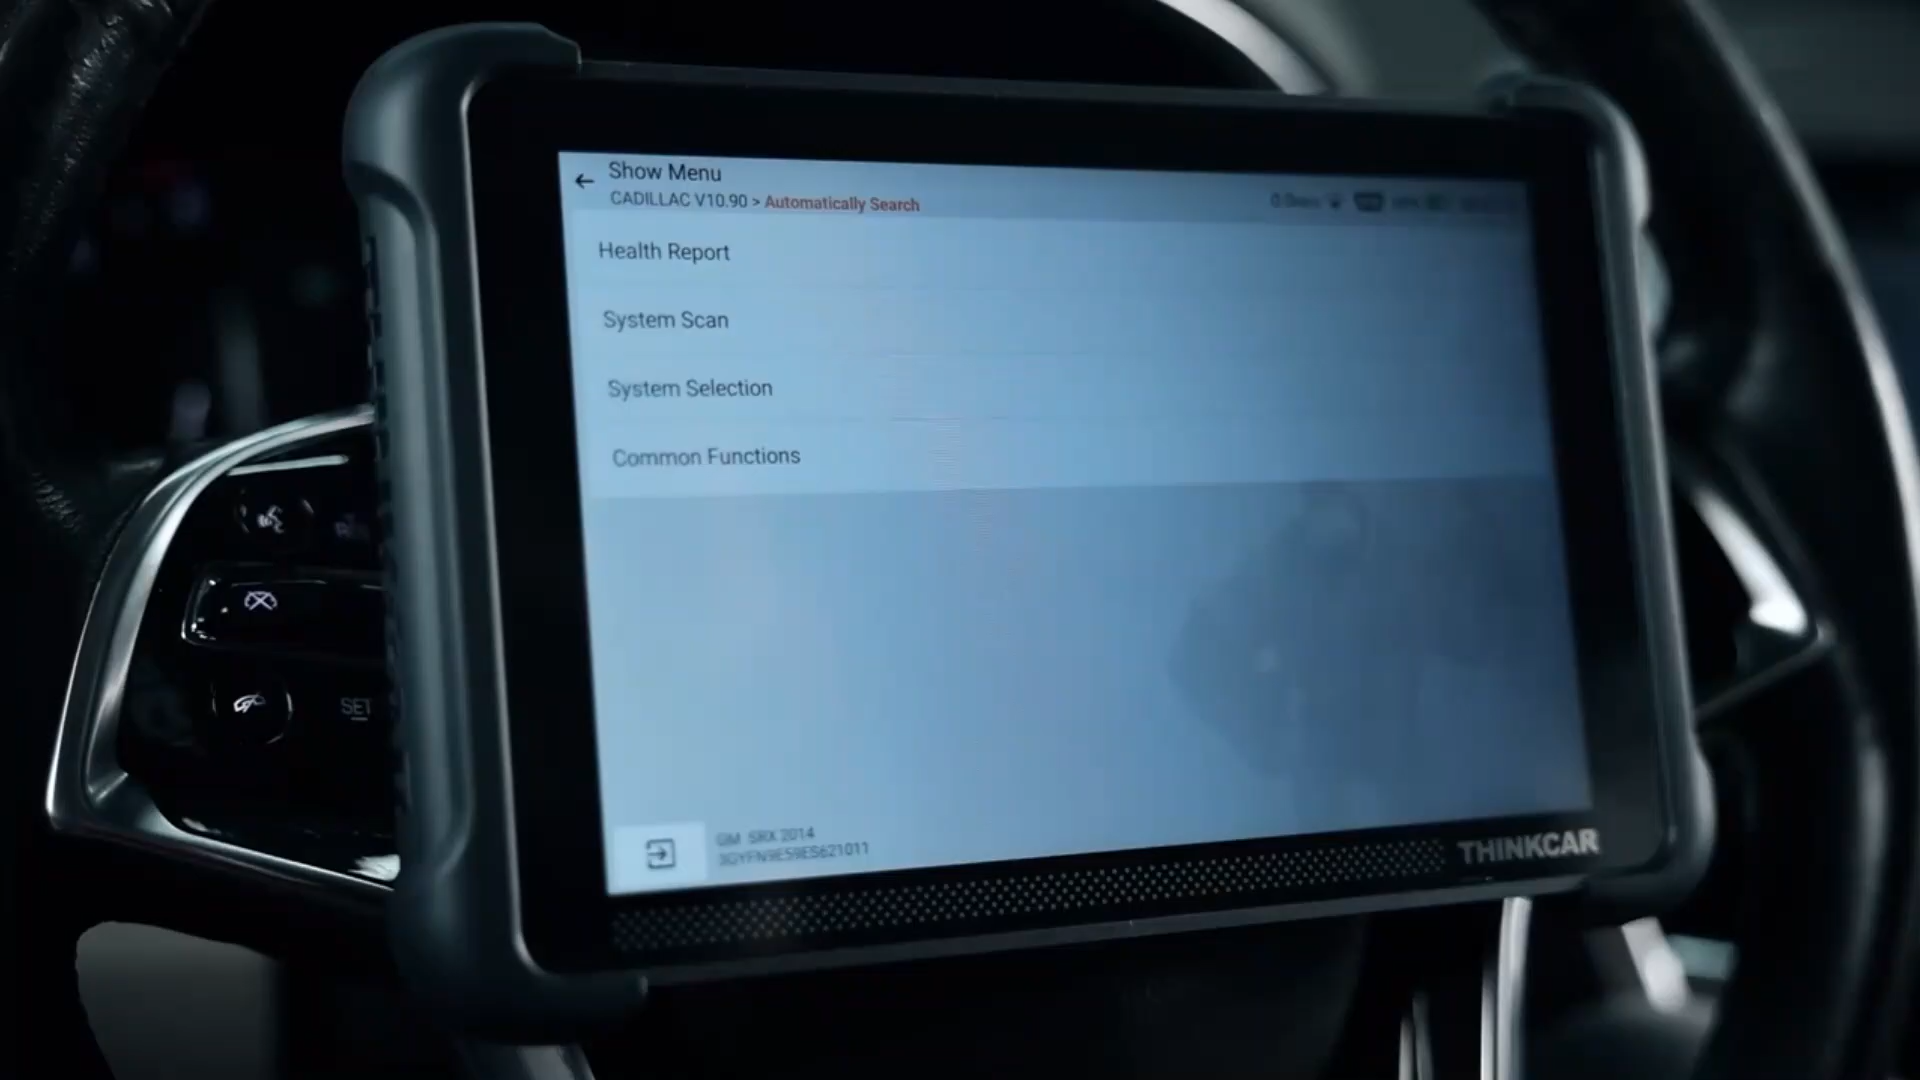 Show Menu
CADILLAC V10.90 > Automatically Search
Health Report
System Scan
System Selection
Common Functions
GM SRX 2014
THINKCAR
SET